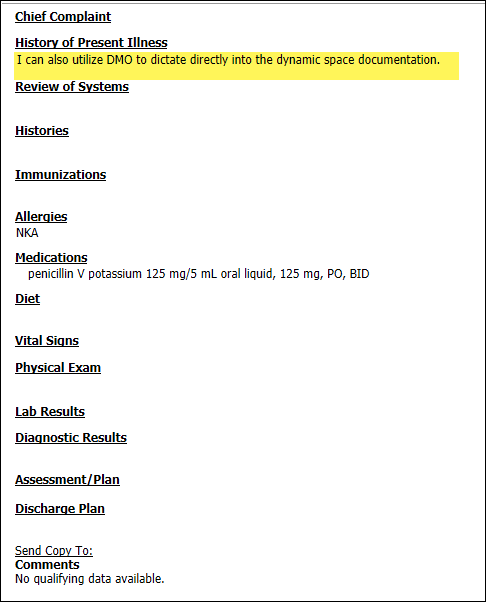 Chief Complaint
History of Present Illness
I can also utilize DMO to dictate directly into the dynamic space documentation.
Review of Systems
Histories
Immunizations
Allergies
NKA
Medications
penicillin V potassium 125 mg/5 mL oral liquid, 125 mg, PO, BID
Diet
Vital Signs
Physical Exam
Lab Results
Diagnostic Results
Assessment/Plan
Discharge Plan
Send Copy To:
Comments
No qualifying data available.